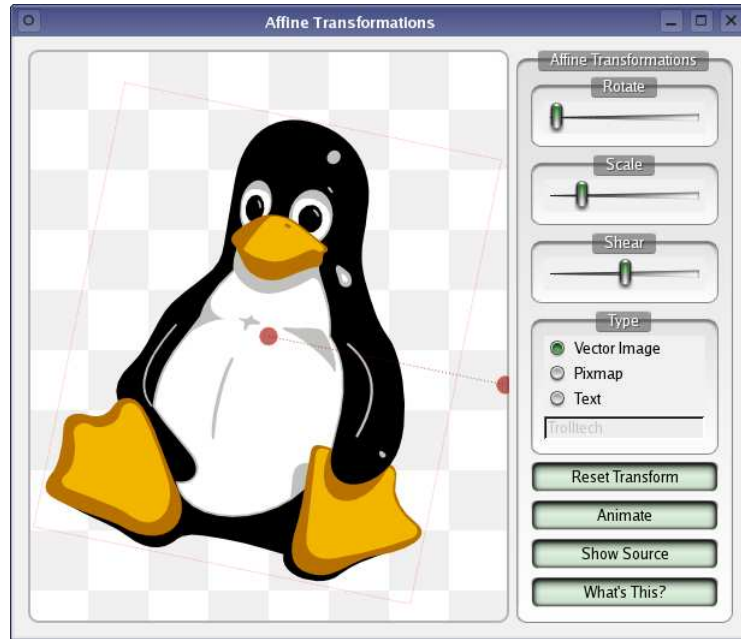 Affine Transformations
Affine Transformations
Rotate
Scale
Shear
Type
Vector Image
Pixmap
Text
Trolltech
Reset Transform
Animate
Show Source
What's This?